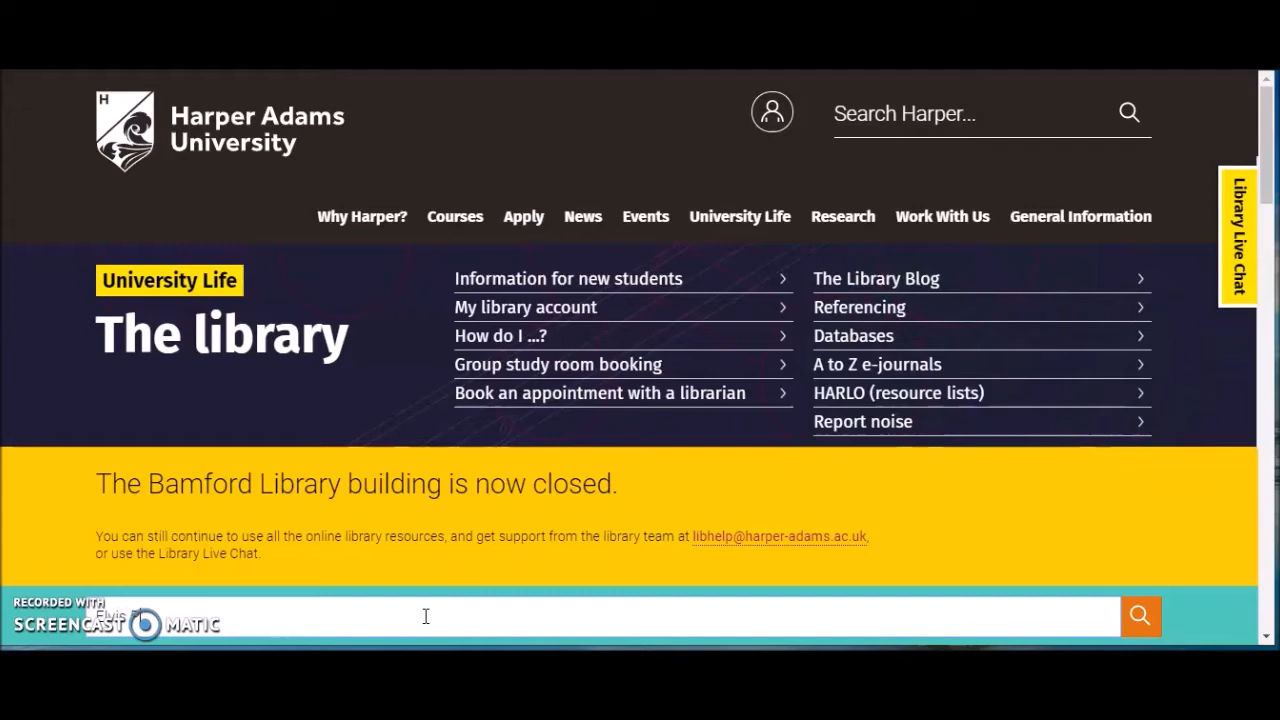 H
Harper Adams
University
Search Harper...
Why Harper? Courses Apply News Events University Life Research Work With Us General Information
Library Live Chat
University Life
The library
Information for new students
My library account
How do I ...?
Group study room booking
Book an appointment with a librarian
The Library Blog
Referencing
Databases
A to Z e-journals
HARLO (resource lists)
Report noise
The Bamford Library building is now closed.
You can still continue to use all the online library resources, and get support from the library team at libhelp@harper-adams.ac.uk,
or use the Library Live Chat.
RECORDED WITH
SCREENCAST MATIC